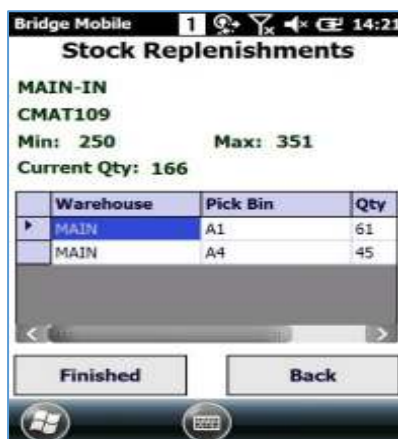 Bridge Mobile 1 14:21
Stock Replenishments
MAIN-IN
CMAT109
Min: 250 Max: 351
Current Qty: 166
Warehouse Pick Bin Qty
MAIN A1 61
MAIN A4 45
Finished Back